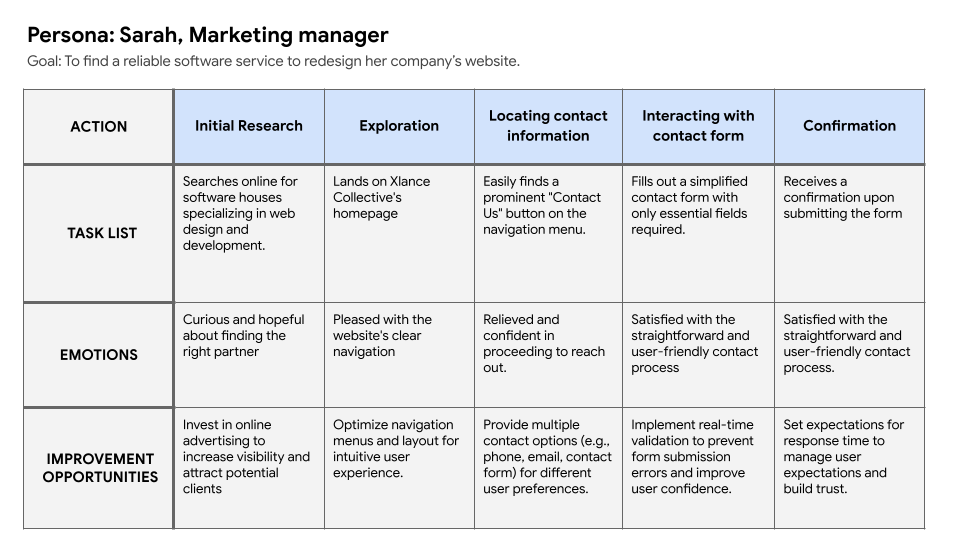 Persona: Sarah, Marketing manager
Goal: To find a reliable software service to redesign her company's website.
ACTION
Initial Research
Exploration
Locating contact
information
Interacting with
contact form
Confirmation
TASK LIST
Searches online for
software houses
specializing in web
design and
development.
Lands on Xlance
Collective's
homepage
Easily finds a
prominent "Contact
Us" button on the
navigation menu.
Fills out a simplified
contact form with
only essential fields
required.
Receives a
confirmation upon
submitting the form
EMOTIONS
Curious and hopeful
about finding the
right partner
Pleased with the
website's clear
navigation
Relieved and
confident in
proceeding to reach
out.
Satisfied with the
straightforward and
user-friendly contact
process
Satisfied with the
straightforward and
user-friendly contact
process.
IMPROVEMENT
OPPORTUNITIES
Invest in online
advertising to
increase visibility and
attract potential
clients
Optimize navigation
menus and layout for
intuitive user
experience.
Provide multiple
contact options (e.g.,
phone, email, contact
form) for different
user preferences.
Implement real-time
validation to prevent
form submission
errors and improve
user confidence.
Set expectations for
response time to
manage user
expectations and
build trust.